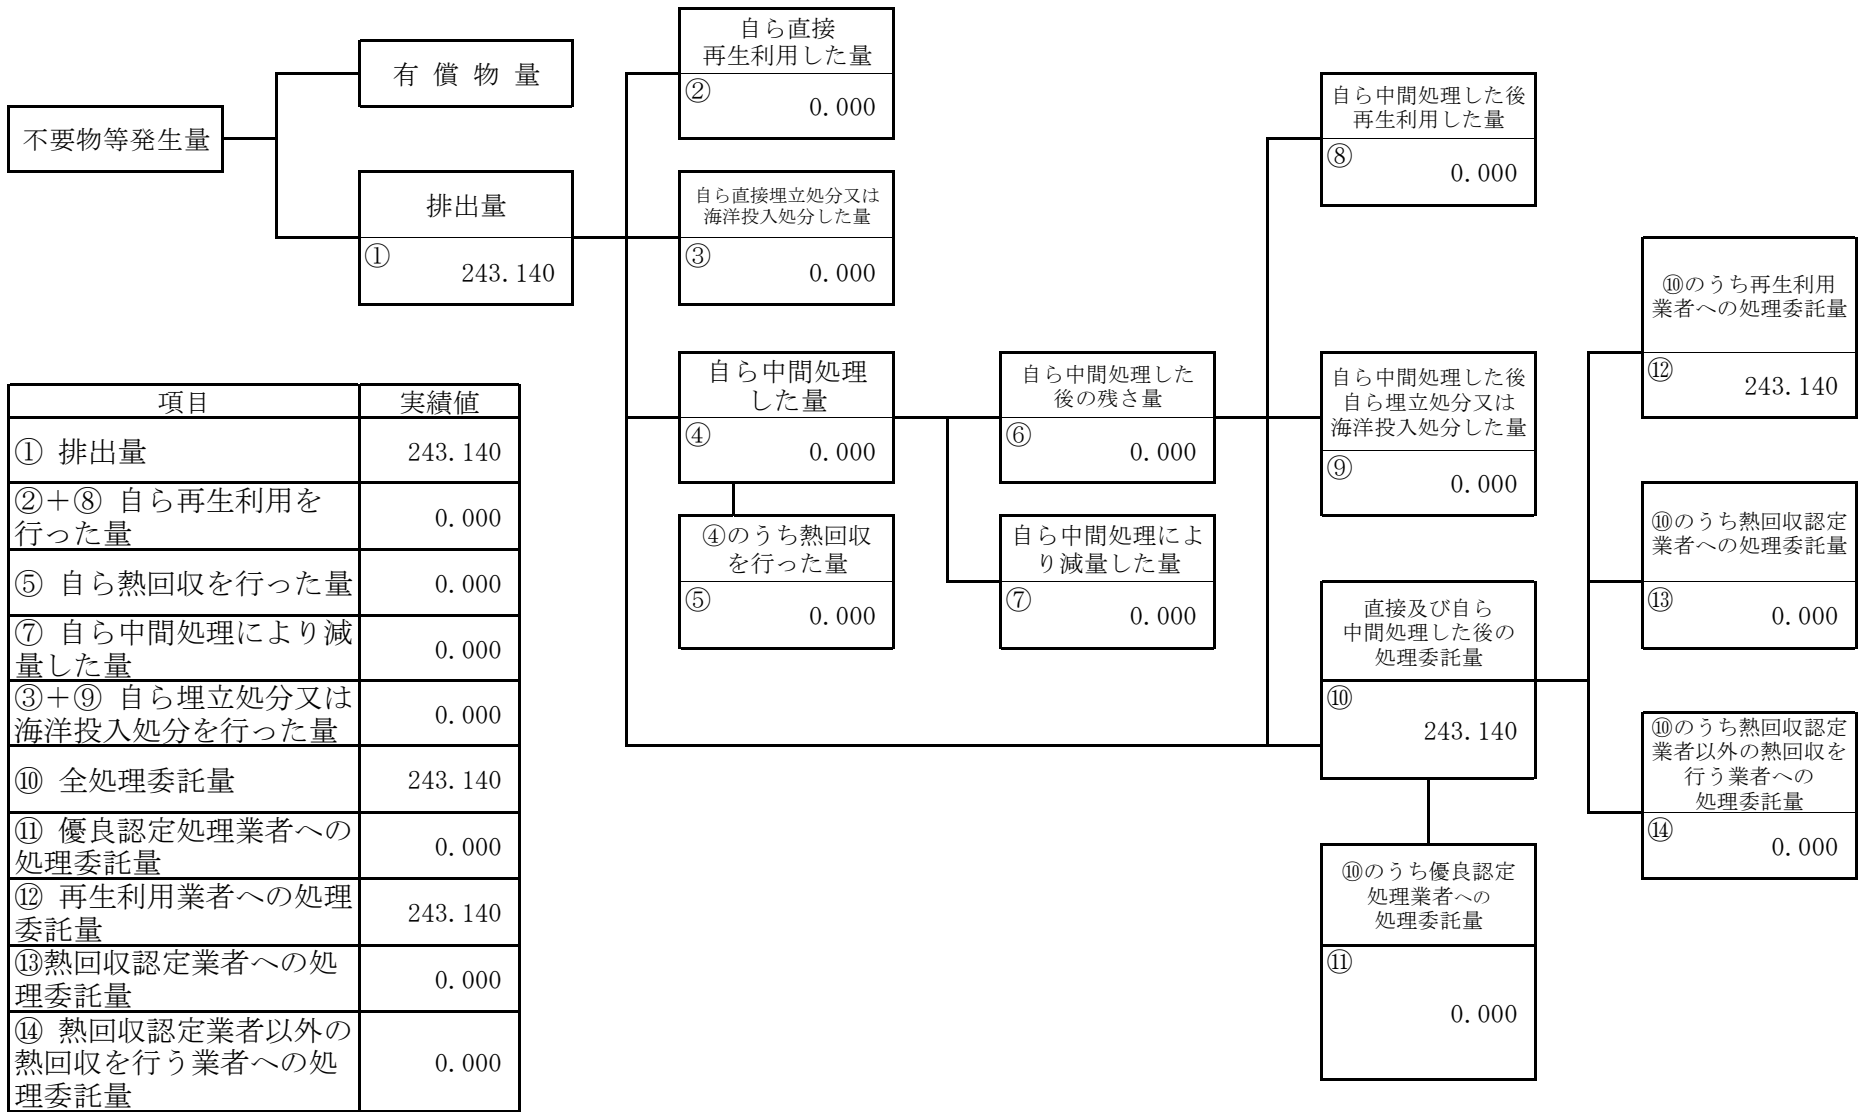 不要物等発生量
有 償 物 量
排出量
①
243.140
自ら直接
再生利用した量
②
0.000
自ら直接埋立処分又は
海洋投入処分した量
③
0.000
自ら中間処理
した量
④
0.000
④のうち熱回収
を行った量
⑤
0.000
自ら中間処理した
後の残さ量
⑥
0.000
自ら中間処理によ
り減量した量
⑦
0.000
自ら中間処理した後
再生利用した量
⑧
0.000
自ら中間処理した後
自ら埋立処分又は
海洋投入処分した量
⑨
0.000
直接及び自ら
中間処理した後の
処理委託量
⑩
243.140
⑩のうち優良認定
処理業者への
処理委託量
⑪
0.000
⑩のうち再生利用
業者への処理委託量
⑫
243.140
⑩のうち熱回収認定
業者への処理委託量
⑬
0.000
⑩のうち熱回収認定
業者以外の熱回収を
行う業者への
処理委託量
⑭
0.000
項目 実績値
① 排出量 243.140
②＋⑧ 自ら再生利用を
行った量 0.000
⑤ 自ら熱回収を行った量 0.000
⑦ 自ら中間処理により減
量した量 0.000
③＋⑨ 自ら埋立処分又は
海洋投入処分を行った量 0.000
⑩ 全処理委託量 243.140
⑪ 優良認定処理業者への
処理委託量 0.000
⑫ 再生利用業者への処理
委託量 243.140
⑬熱回収認定業者への処
理委託量 0.000
⑭ 熱回収認定業者以外の
熱回収を行う業者への処
理委託量 0.000